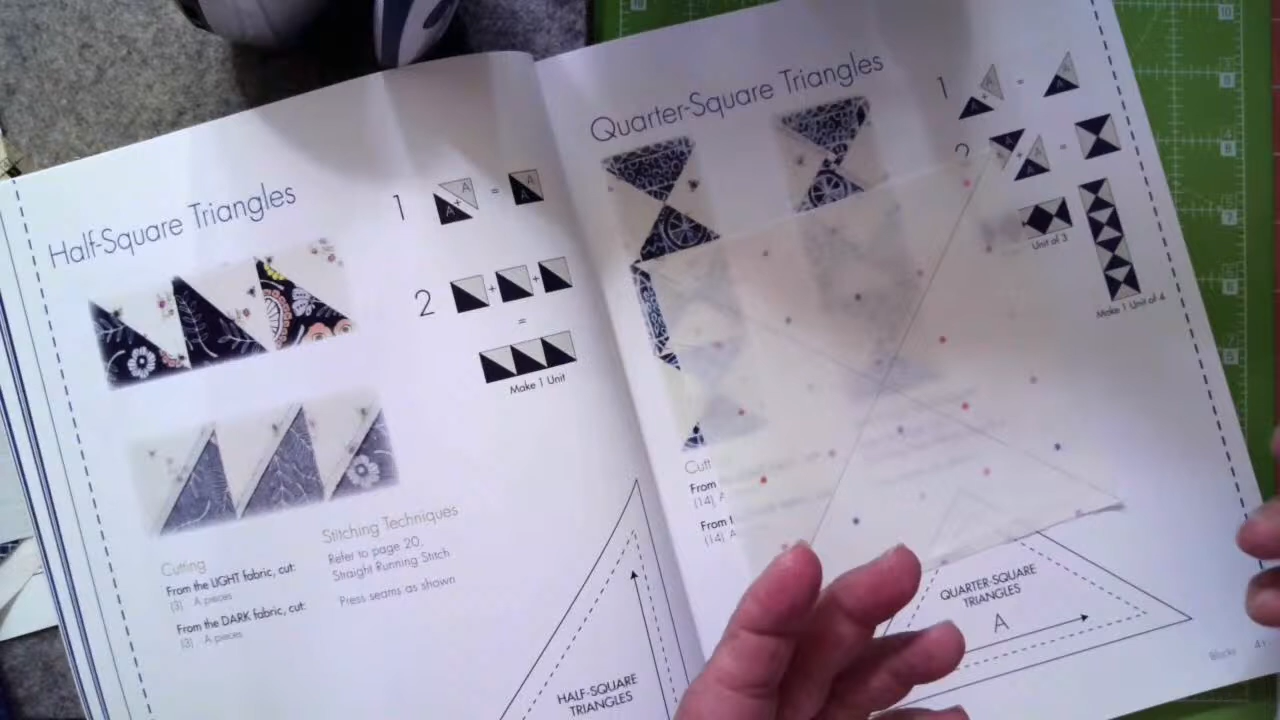 Half-Square Triangles
1
A
+
A
=
A
A
2
+
+
=
Make 1 Unit
Cutting
From the LIGHT fabric, cut:
(3) A pieces
From the DARK fabric, cut:
(3) A pieces
Stitching Techniques
Refer to page 20,
Straight Running Stitch
Press seams as shown
HALF-SQUARE
TRIANGLES
Quarter-Square Triangles
1
A
A
+
=
A
A
2
+
A
=
Unit of 3
Make 1 Unit of 4
From
(14)
From
(14)
QUARTER-SQUARE
TRIANGLES
A
Blocks